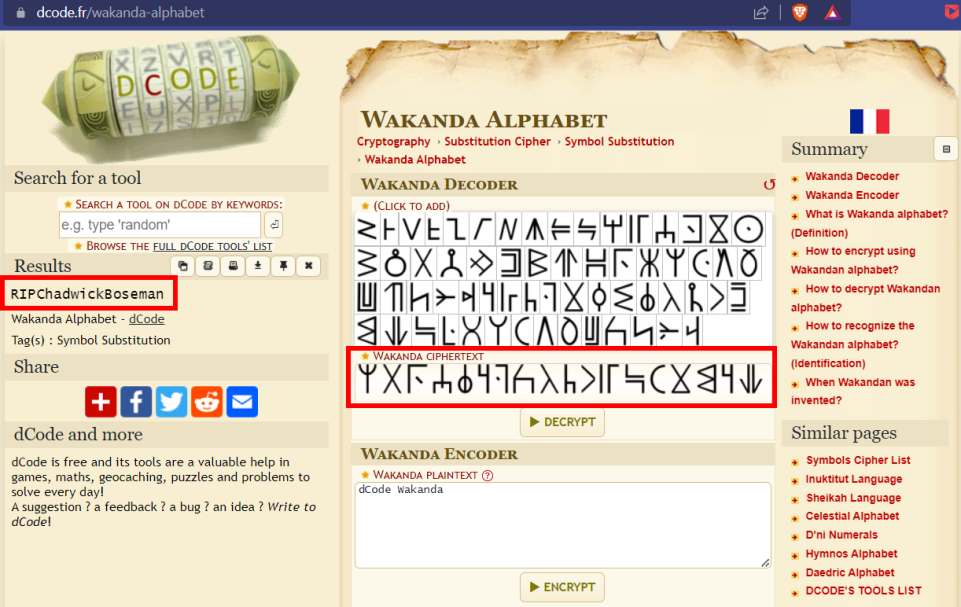 dcode.fr/wakanda-alphabet
DCODE
Search for a tool
SEARCH A TOOL ON DCODE BY KEYWORDS:
e.g. type 'random'
BROWSE THE FULL DCODE TOOLS' LIST
Results
RIPChadwickBoseman
Wakanda Alphabet - dCode
Tag(s) : Symbol Substitution
Share
dCode and more
dCode is free and its tools are a valuable help in
games, maths, geocaching, puzzles and problems to
solve every day!
A suggestion ? a feedback ? a bug ? an idea ? Write to
dCode!
WAKANDA ALPHABET
Cryptography › Substitution Cipher › Symbol Substitution
› Wakanda Alphabet
WAKANDA DECODER
(CLICK TO ADD)
WAKANDA CIPHERTEXT
DECRYPT
WAKANDA ENCODER
WAKANDA PLAINTEXT ?
dCode Wakanda
ENCRYPT
Summary
Wakanda Decoder
Wakanda Encoder
What is Wakanda alphabet?
(Definition)
How to encrypt using
Wakandan alphabet?
How to decrypt Wakandan
alphabet?
How to recognize the
Wakandan alphabet?
(Identification)
When Wakandan was
invented?
Similar pages
Symbols Cipher List
Inuktitut Language
Sheikah Language
Celestial Alphabet
D'ni Numerals
Hymnos Alphabet
Daedric Alphabet
DCODE'S TOOLS LIST